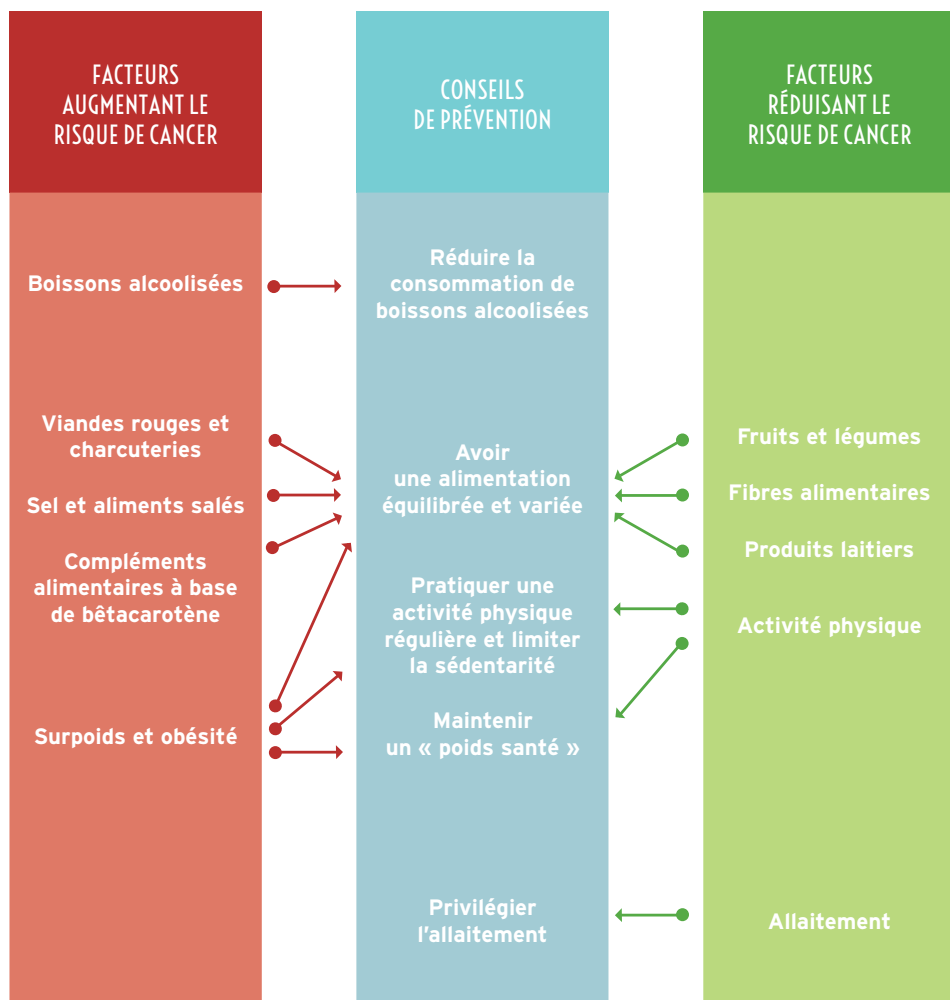 FACTEURS
AUGMENTANT LE
RISQUE DE CANCER
Boissons alcoolisées
Viandes rouges et
charcuteries
Sel et aliments salés
Compléments
alimentaires à base
de bêtacarotène
Surpoids et obésité
CONSEILS
DE PRÉVENTION
Réduire la
consommation de
boissons alcoolisées
Avoir
une alimentation
équilibrée et variée
Pratiquer une
activité physique
régulière et limiter
la sédentarité
Maintenir
un « poids santé »
Privilégier
l'allaitement
FACTEURS
RÉDUISANT LE
RISQUE DE CANCER
Fruits et légumes
Fibres alimentaires
Produits laitiers
Activité physique
Allaitement